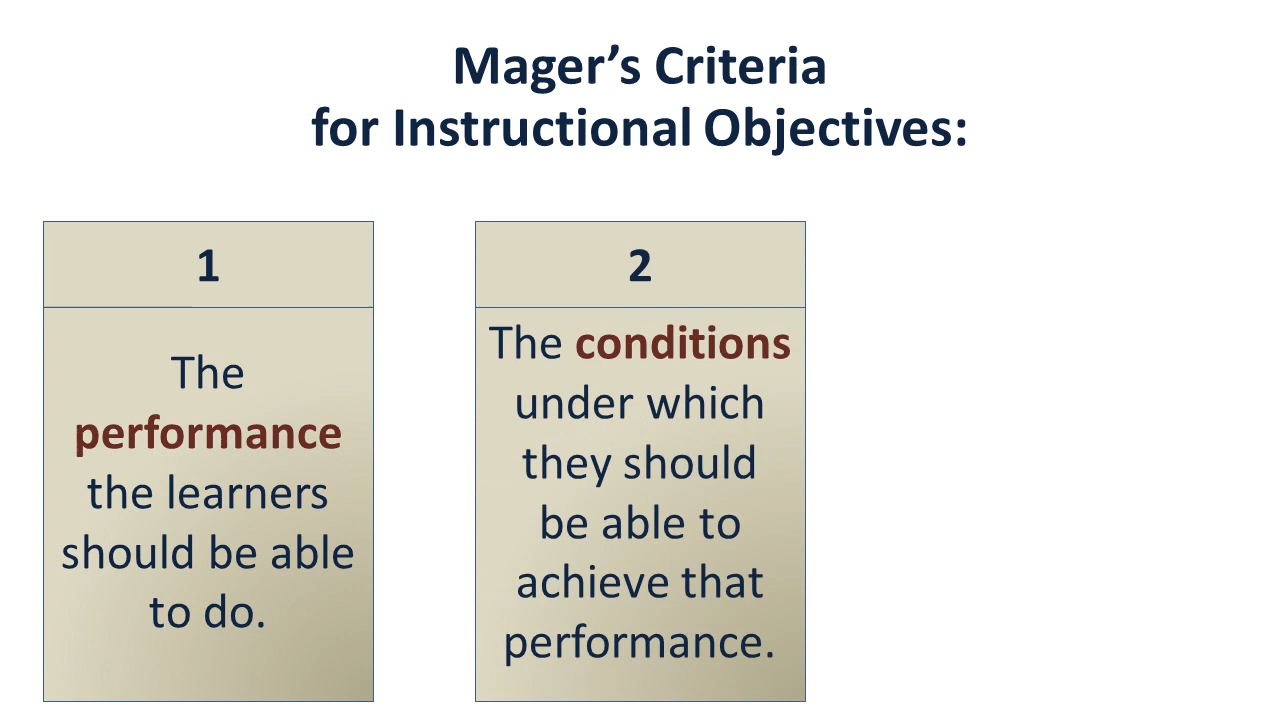 Mager’s Criteria
for Instructional Objectives:
1
The
performance
the learners
should be able
to do.
2
The conditions
under which
they should
be able to
achieve that
performance.